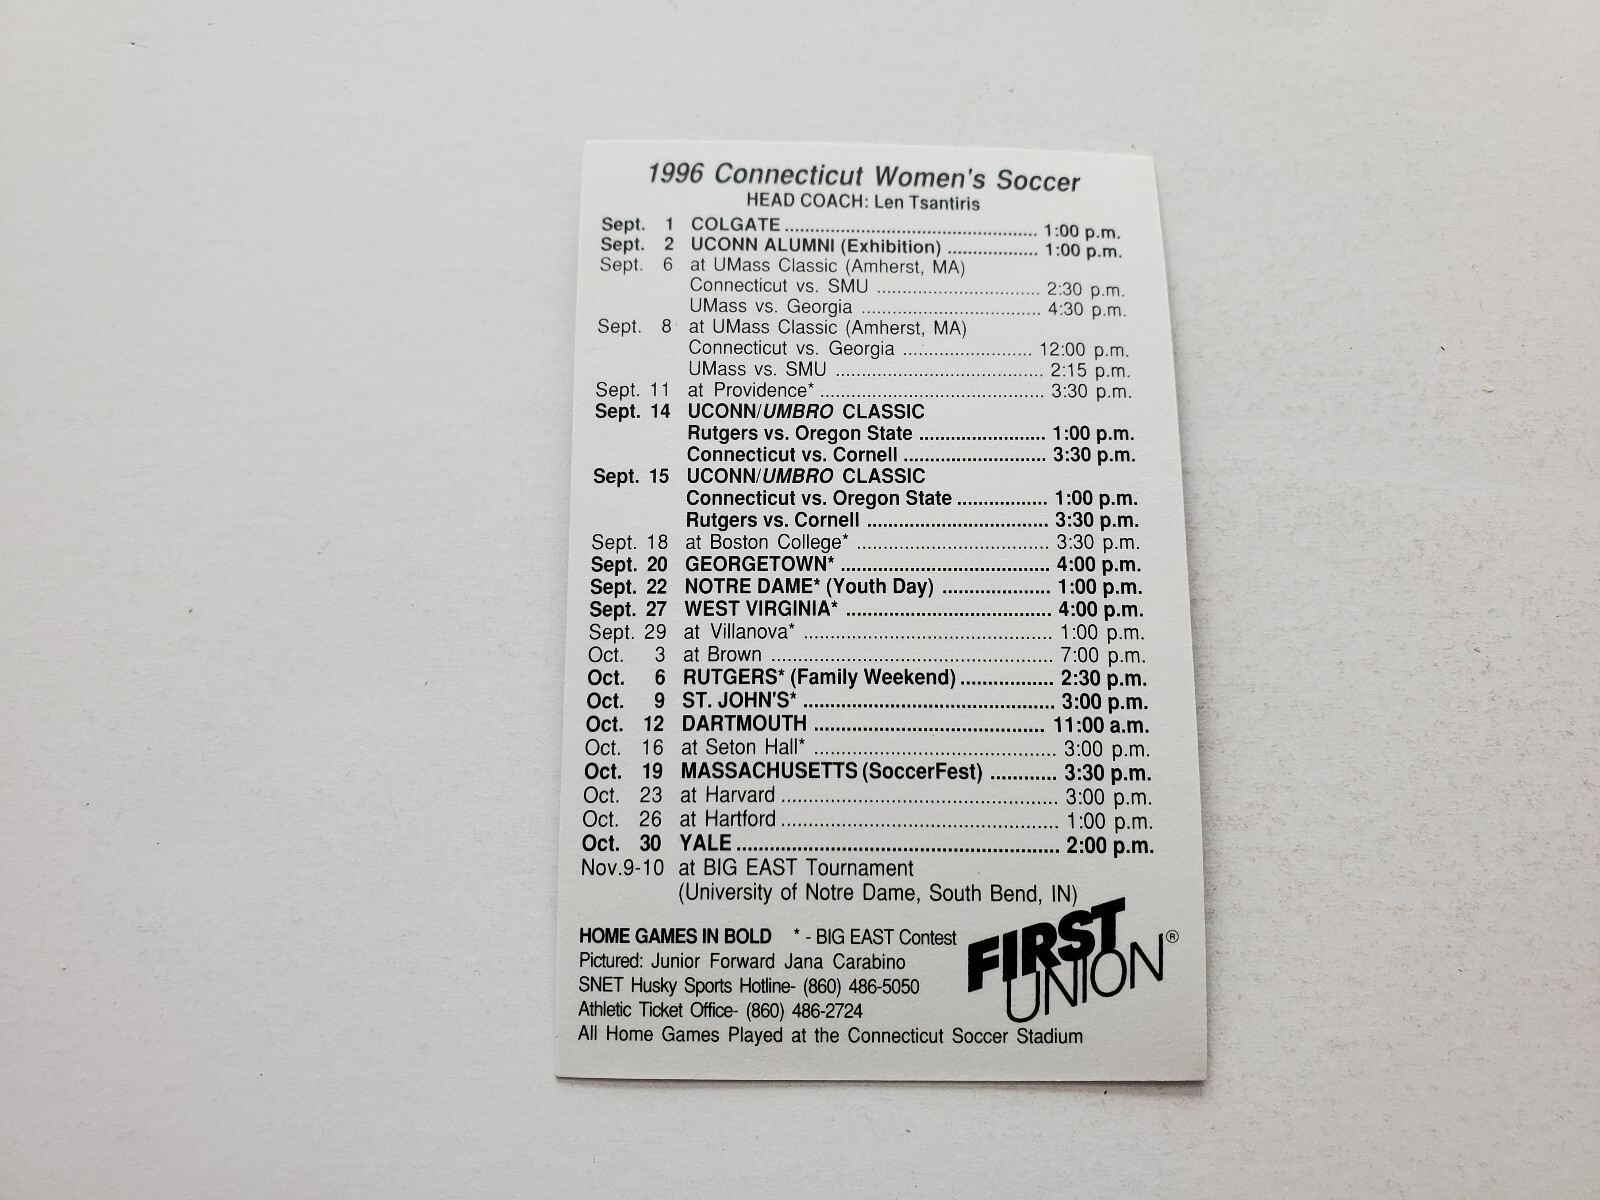 1996 Connecticut Women's Soccer
HEAD COACH: Len Tsantiris
Sept. 1 COLGATE ................ 1:00 p.m.
Sept. 2 UCONN ALUMNI (Exhibition) ................ 1:00 p.m.
Sept. 6 at UMass Classic (Amherst, MA)
Connecticut vs. SMU ................ 2:30 p.m.
UMass vs. Georgia ................ 4:30 p.m.
Sept. 8 at UMass Classic (Amherst, MA)
Connecticut vs. Georgia ................ 12:00 p.m.
UMass vs. SMU ................ 2:15 p.m.
Sept. 11 at Providence* ................ 3:30 p.m.
Sept. 14 UCONN/UMBRO CLASSIC
Rutgers vs. Oregon State ................ 1:00 p.m.
Connecticut vs. Cornell ................ 3:30 p.m.
Sept. 15 UCONN/UMBRO CLASSIC
Connecticut vs. Oregon State ................ 1:00 p.m.
Rutgers vs. Cornell ................ 3:30 p.m.
Sept. 18 at Boston College* ................ 3:30 p.m.
Sept. 20 GEORGETOWN* ................ 4:00 p.m.
Sept. 22 NOTRE DAME* (Youth Day) ................ 1:00 p.m.
Sept. 27 WEST VIRGINIA* ................ 4:00 p.m.
Sept. 29 at Villanova* ................ 1:00 p.m.
Oct. 3 at Brown ................ 7:00 p.m.
Oct. 6 RUTGERS* (Family Weekend) ................ 2:30 p.m.
Oct. 9 ST. JOHN'S* ................ 3:00 p.m.
Oct. 12 DARTMOUTH ................ 11:00 a.m.
Oct. 16 at Seton Hall* ................ 3:00 p.m.
Oct. 19 MASSACHUSETTS (SoccerFest) ............ 3:30 p.m.
Oct. 23 at Harvard ................ 3:00 p.m.
Oct. 26 at Hartford ................ 1:00 p.m.
Oct. 30 YALE ................ 2:00 p.m.
Nov.9-10 at BIG EAST Tournament
(University of Notre Dame, South Bend, IN)
HOME GAMES IN BOLD * - BIG EAST Contest
Pictured: Junior Forward Jana Carabino
SNET Husky Sports Hotline- (860) 486-5050
Athletic Ticket Office- (860) 486-2724
All Home Games Played at the Connecticut Soccer Stadium
FIRST
UNION®